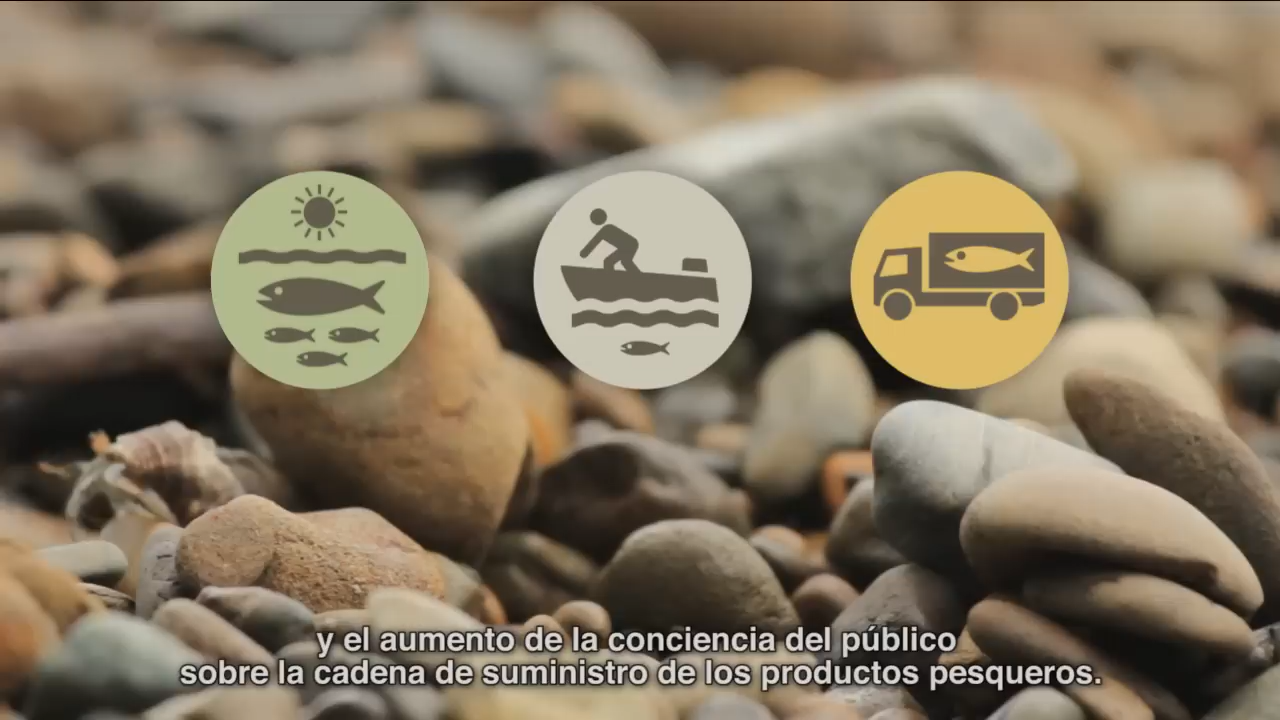 y el aumento de la conciencia del público
sobre la cadena de suministro de los productos pesqueros.